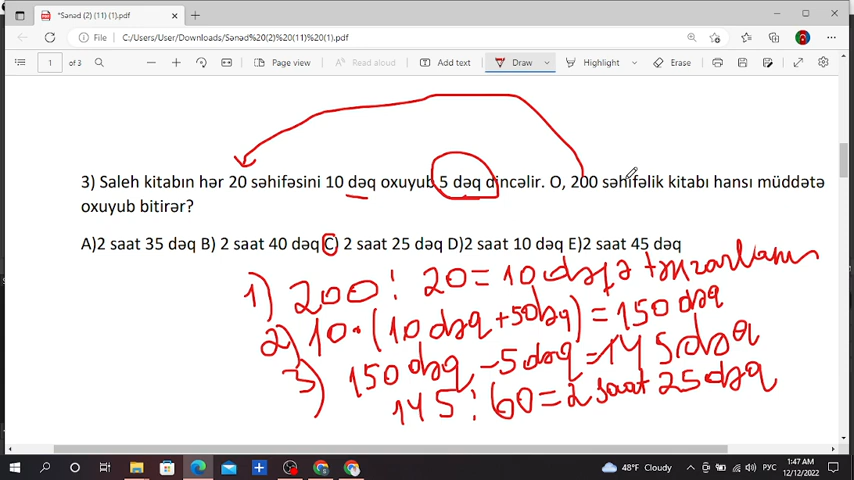 *Sənəd (2) (11) (1).pdf
File C:/Users/User/Downloads/Sənəd%20(2)%20(11)%20(1).pdf
1 of 3 Page view Read aloud Add text Draw Highlight Erase
3) Saleh kitabın hər 20 səhifəsini 10 dəq oxuyub 5 dəq dincəlir. O, 200 səhifəlik kitabı hansı müddətə
oxuyub bitirər?
A)2 saat 35 dəq B) 2 saat 40 dəq C) 2 saat 25 dəq D)2 saat 10 dəq E)2 saat 45 dəq
1) 200 : 20 = 10 dəfə təkrarlanır
2) 10 · (10 dəq + 50 dəq) = 150 dəq
3) 150 dəq - 5 dəq = 145 dəq
145 : 60 = 2 saat 25 dəq
48°F Cloudy РУС 1:47 AM
12/12/2022